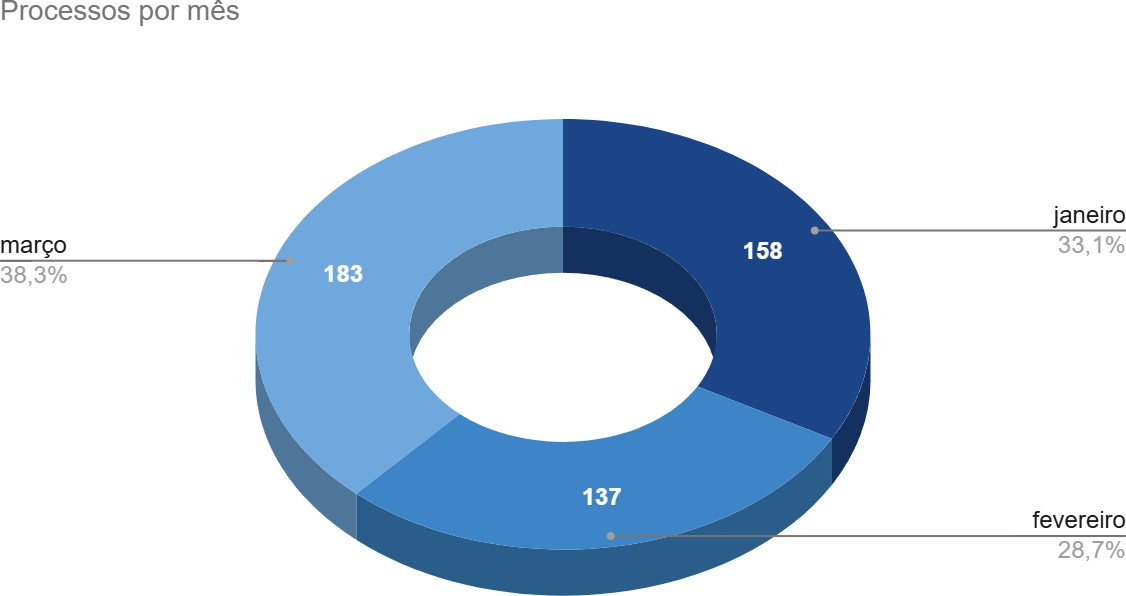 Processos por mês
janeiro
33,1%
158
março
38,3%
183
137
fevereiro
28,7%